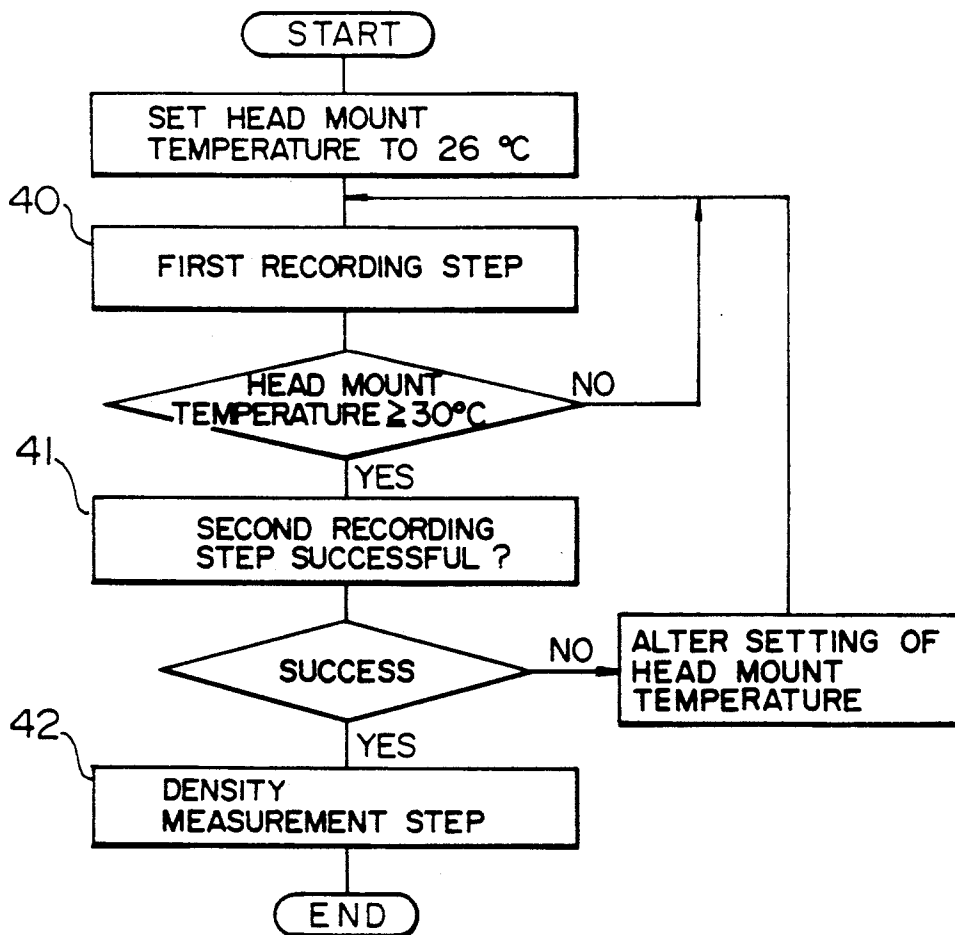 START
SET HEAD MOUNT
TEMPERATURE TO 26 °C
40
FIRST RECORDING STEP
HEAD MOUNT
TEMPERATURE ≧ 30°C
NO
YES
41
SECOND RECORDING
STEP SUCCESSFUL ?
SUCCESS
NO
ALTER SETTING OF
HEAD MOUNT
TEMPERATURE
YES
42
DENSITY
MEASUREMENT STEP
END